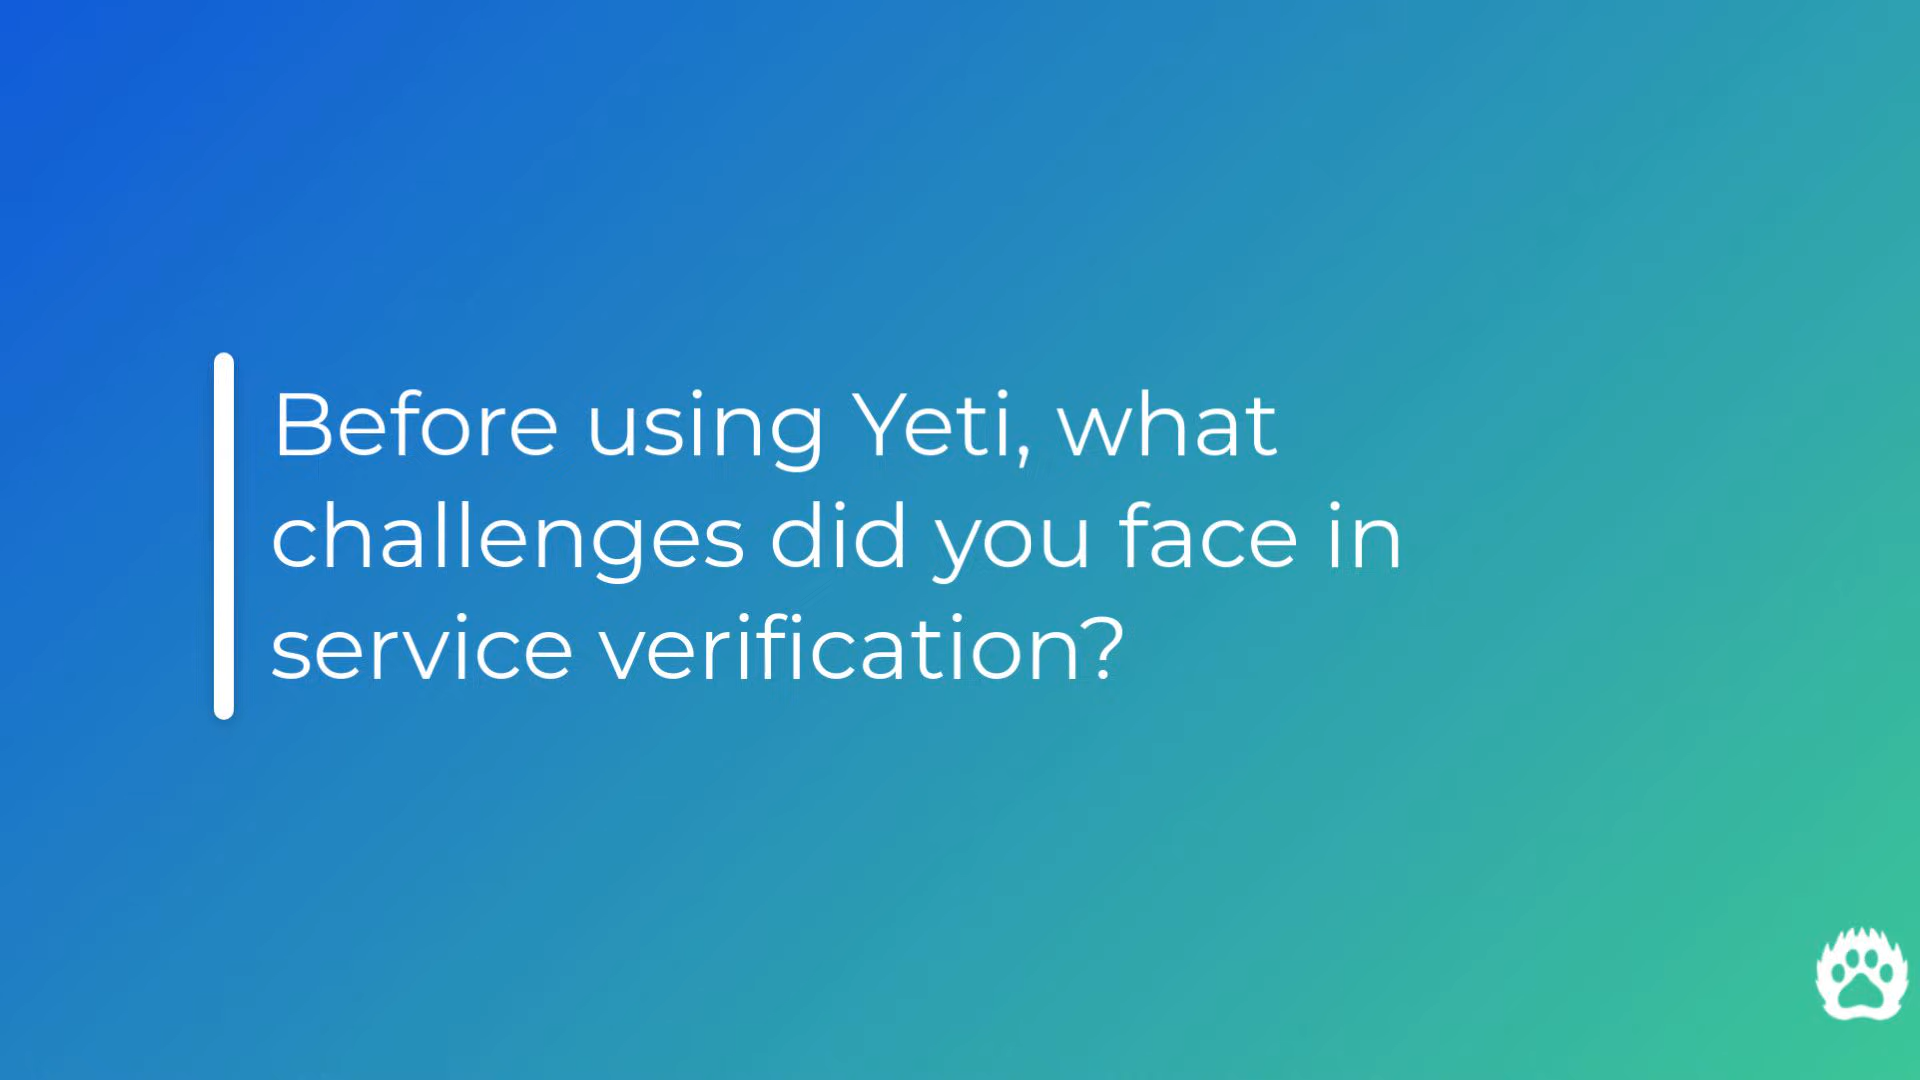 Before using Yeti, what
challenges did you face in
service verification?